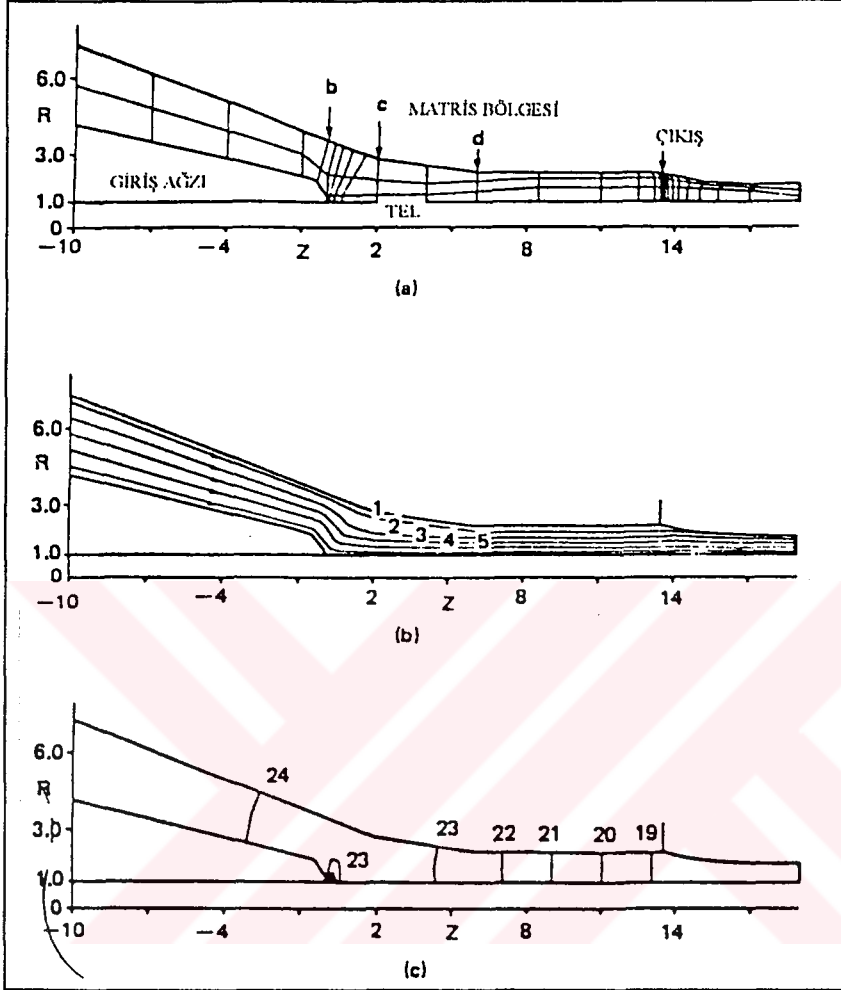 6.0
R
3.0
1.0
0
b
c
MATRİS BÖLGESİ
d
ÇIKIŞ
GİRİŞ AĞZI
TEL
−10 −4 Z 2 8 14
(a)
6.0
R
3.0
1.0
0
1
2
3
4
5
−10 −4 2 Z 8 14
(b)
6.0
R
3.0
1.0
0
24
23
23 22 21 20 19
−10 −4 2 Z 8 14
(c)